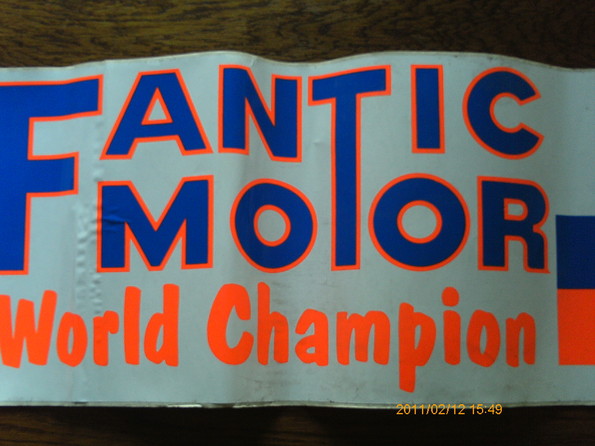 FANTIC
MOTOR
World Champion
2011/02/12 15:49